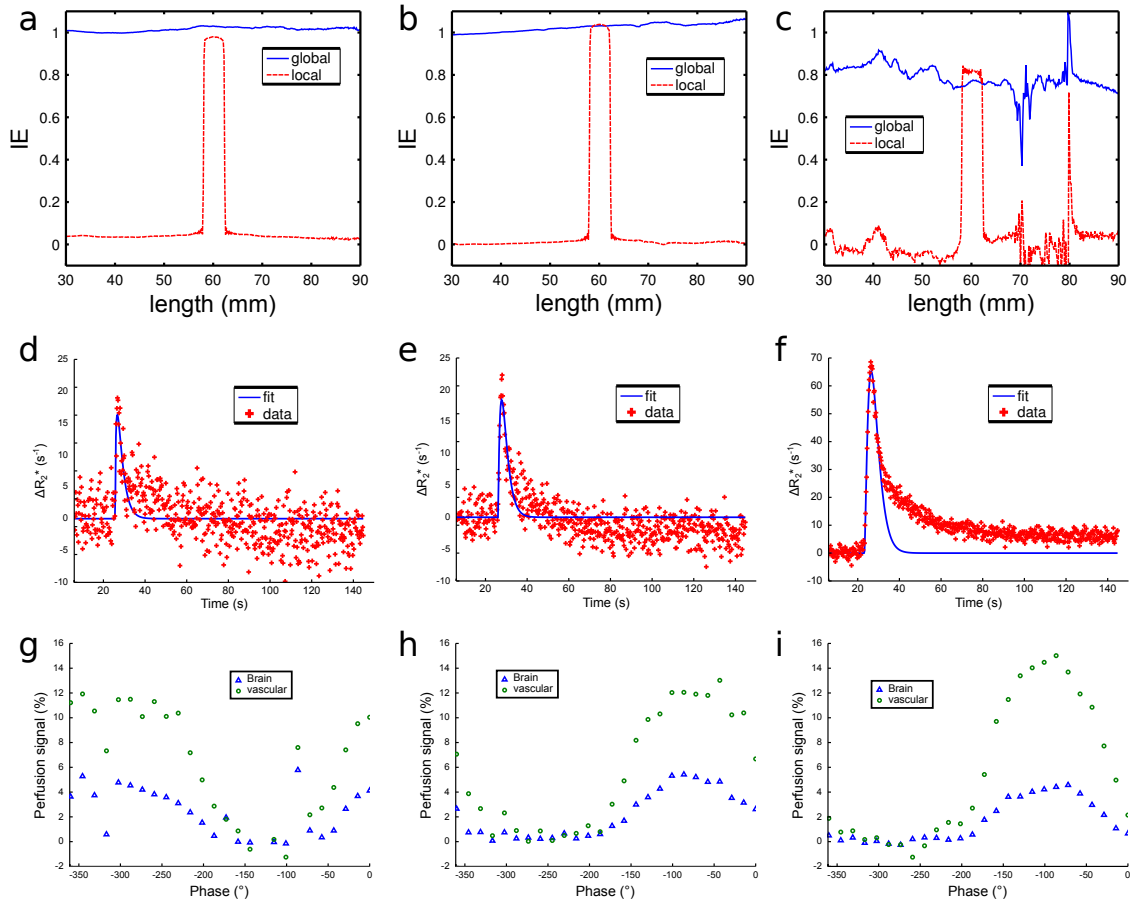 a
1
0.8
0.6
0.4
0.2
0
IE
global
local
30 40 50 60 70 80 90
length (mm)
b
1
0.8
0.6
0.4
0.2
0
global
local
30 40 50 60 70 80 90
length (mm)
c
1
0.8
0.6
0.4
0.2
0
IE
global
local
30 40 50 60 70 80 90
length (mm)
d
25
20
15
10
5
0
-5
-10
ΔR2* (s-1)
fit
data
20 40 60 80 100 120 140
Time (s)
e
25
20
15
10
5
0
-5
-10
ΔR2* (s-1)
fit
data
20 40 60 80 100 120 140
Time (s)
f
70
60
50
40
30
20
10
0
-10
ΔR2* (s-1)
fit
data
20 40 60 80 100 120 140
Time (s)
g
16
14
12
10
8
6
4
2
0
-2
Perfusion signal (%)
Brain
vascular
-350 -300 -250 -200 -150 -100 -50 0
Phase (°)
h
16
14
12
10
8
6
4
2
0
-2
Perfusion signal (%)
Brain
vascular
-350 -300 -250 -200 -150 -100 -50 0
Phase (°)
i
16
14
12
10
8
6
4
2
0
-2
Perfusion signal (%)
Brain
vascular
-350 -300 -250 -200 -150 -100 -50 0
Phase (°)